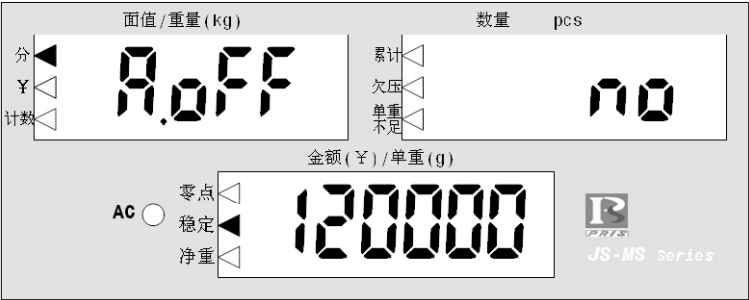 面值/重量(kg)
数量 pcs
分
¥
计数
A.oFF
累计
欠压
单重
不足
no
金额(¥)/单重(g)
AC
零点
稳定
净重
120000
PRIS
JS-MS Series